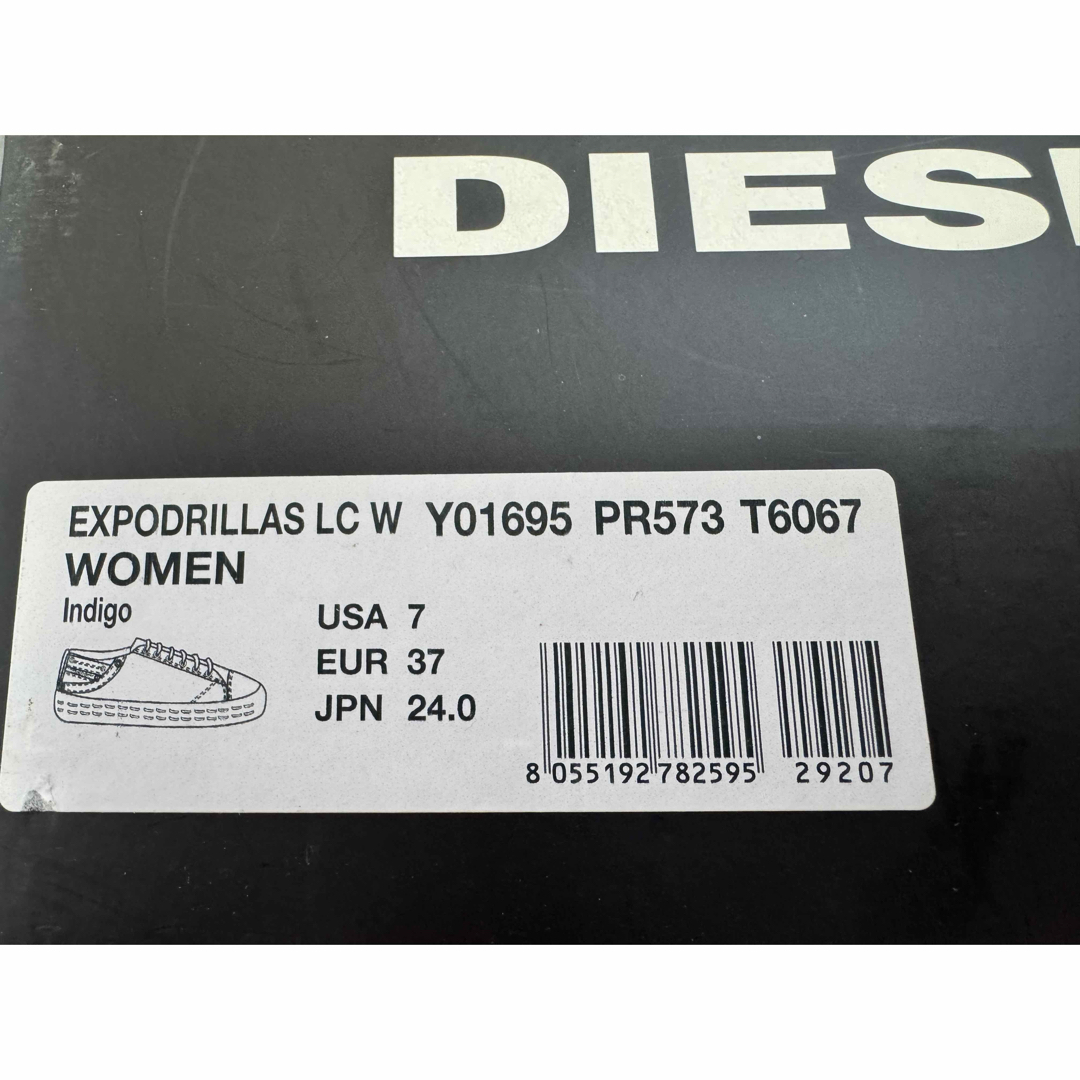 DIES
EXPODRILLAS LC W Y01695 PR573 T6067
WOMEN
Indigo
USA 7
EUR 37
JPN 24.0
8 055192 782595 29207